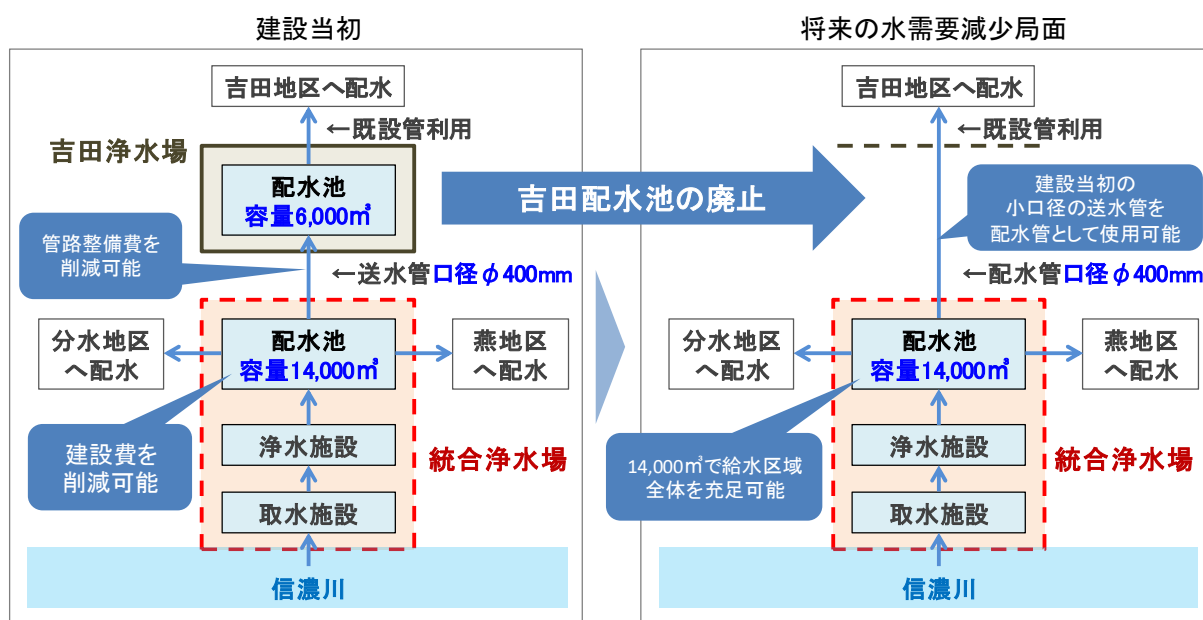 建設当初
吉田地区へ配水
←既設管利用
吉田浄水場
配水池
容量6,000㎥
管路整備費を
削減可能
←送水管口径φ400mm
分水地区
へ配水
配水池
容量14,000㎥
燕地区
へ配水
建設費を
削減可能
浄水施設
統合浄水場
取水施設
信濃川
吉田配水池の廃止
将来の水需要減少局面
吉田地区へ配水
←既設管利用
建設当初の
小口径の送水管を
配水管として使用可能
←配水管口径φ400mm
分水地区
へ配水
配水池
容量14,000㎥
燕地区
へ配水
14,000㎥で給水区域
全体を充足可能
浄水施設
統合浄水場
取水施設
信濃川